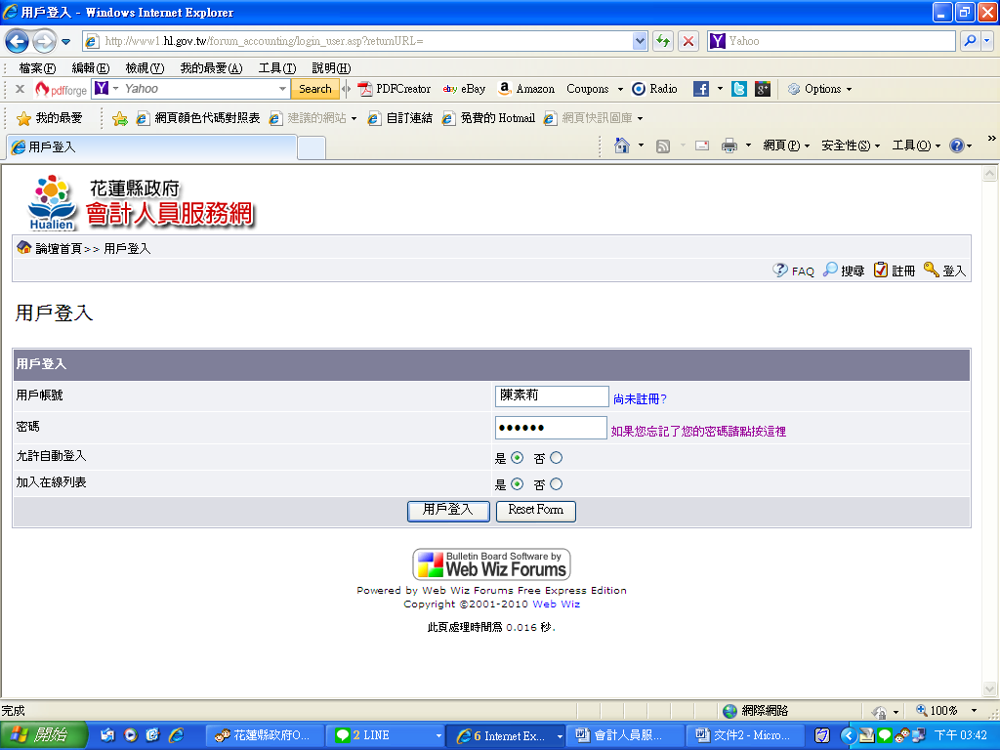 用戶登入 - Windows Internet Explorer
http://www1.hl.gov.tw/forum_accounting/login_user.asp?returnURL=
Yahoo
檔案(F) 編輯(E) 檢視(V) 我的最愛(A) 工具(T) 說明(H)
X pdfforge Y Yahoo Search PDFCreator eBay Amazon Coupons Radio Options
我的最愛 網頁顏色代碼對照表 建議的網站 自訂連結 免費的 Hotmail 網頁快訊圖庫
用戶登入 網頁(P) 安全性(S) 工具(O) »
花蓮縣政府
會計人員服務網
Hualien
論壇首頁>> 用戶登入
FAQ 搜尋 註冊 登入
用戶登入
用戶登入
用戶帳號 陳素莉 尚未註冊?
密碼 ●●●●●● 如果您忘記了您的密碼請點按這裡
允許自動登入 是 否
加入在線列表 是 否
用戶登入 Reset Form
Bulletin Board Software by
Web Wiz Forums
Powered by Web Wiz Forums Free Express Edition
Copyright ©2001-2010 Web Wiz
此頁處理時間為 0.016 秒.
完成 網際網路 100%
開始 花蓮縣政府O... 2 LINE 6 Internet Ex... 會計人員服... 文件2 - Micro... 下午 03:42